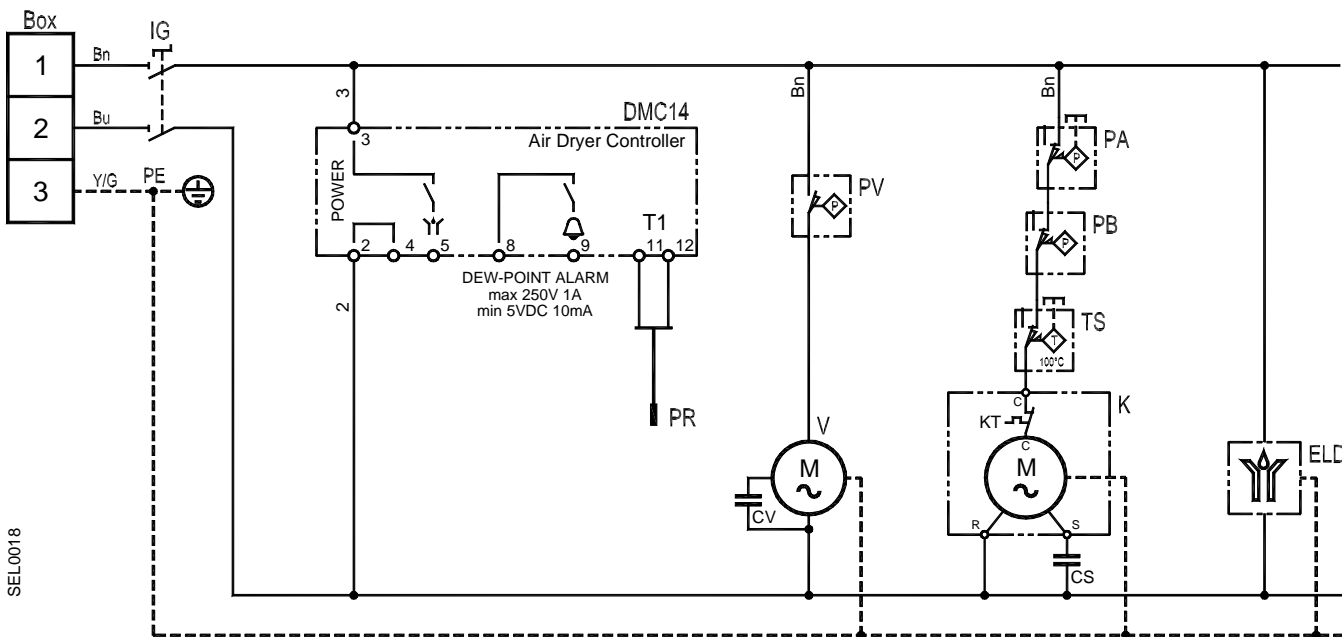 Box
IG
1
Bn
2
Bu
3
Y/G
PE
3
DMC14
3
Air Dryer Controller
POWER
T1
2
4
5
8
9
11
12
DEW-POINT ALARM
max 250V 1A
min 5VDC 10mA
2
PR
Bn
PV
P
V
M
CV
Bn
PA
P
PB
P
TS
T
100°C
C
K
KT
C
M
R
S
CS
ELD
SEL0018